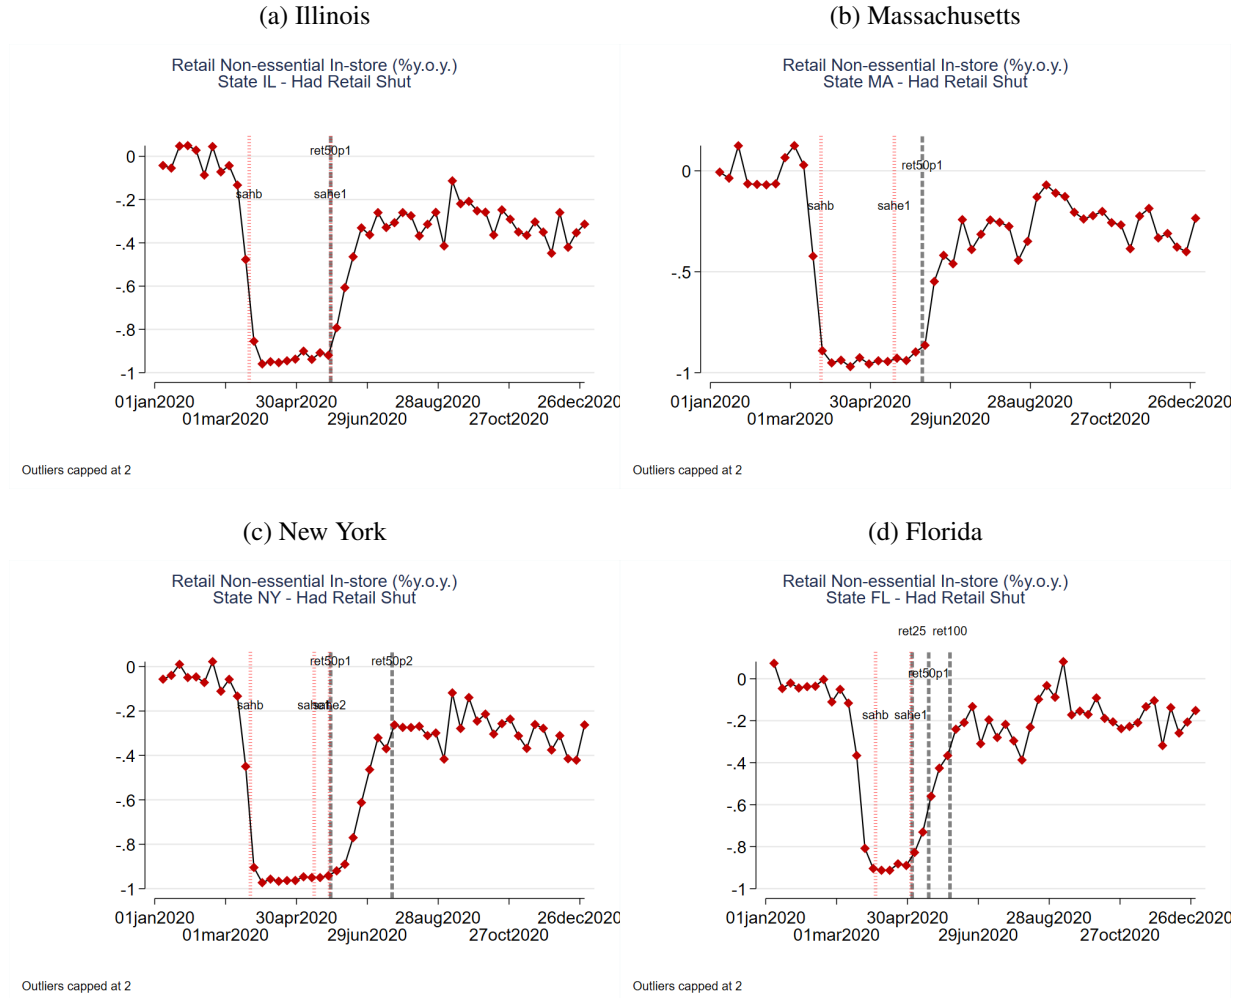 (a) Illinois
Retail Non-essential In-store (%y.o.y.)
State IL - Had Retail Shut
ret50p1
sahb
sahe1
0
-.2
-.4
-.6
-.8
-1
01jan2020
01mar2020
30apr2020
29jun2020
28aug2020
27oct2020
26dec2020
Outliers capped at 2
(b) Massachusetts
Retail Non-essential In-store (%y.o.y.)
State MA - Had Retail Shut
ret50p1
sahb
sahe1
0
-.5
-1
01jan2020
01mar2020
30apr2020
29jun2020
28aug2020
27oct2020
26dec2020
Outliers capped at 2
(c) New York
Retail Non-essential In-store (%y.o.y.)
State NY - Had Retail Shut
ret50p1
ret50p2
sahb
sahe1
sahe2
0
-.2
-.4
-.6
-.8
-1
01jan2020
01mar2020
30apr2020
29jun2020
28aug2020
27oct2020
26dec2020
Outliers capped at 2
(d) Florida
Retail Non-essential In-store (%y.o.y.)
State FL - Had Retail Shut
ret25
ret100
ret50p1
sahb
sahe1
0
-.2
-.4
-.6
-.8
-1
01jan2020
01mar2020
30apr2020
29jun2020
28aug2020
27oct2020
26dec2020
Outliers capped at 2